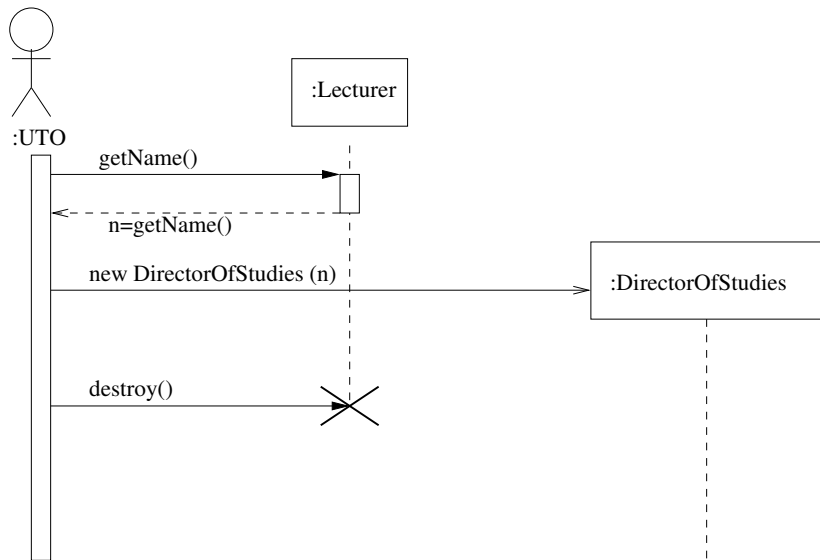 :Lecturer
:UTO
getName()
n=getName()
new DirectorOfStudies (n)
:DirectorOfStudies
destroy()